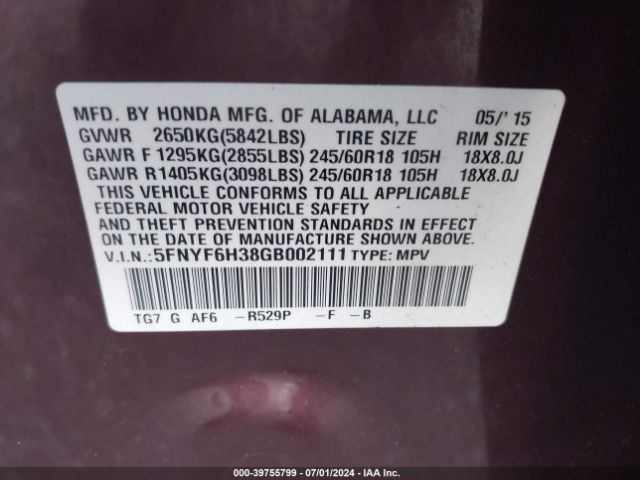 MFD. BY HONDA MFG. OF ALABAMA, LLC 05/'15
GVWR 2650KG(5842LBS) TIRE SIZE RIM SIZE
GAWR F 1295KG(2855LBS) 245/60R18 105H 18X8.0J
GAWR R1405KG(3098LBS) 245/60R18 105H 18X8.0J
THIS VEHICLE CONFORMS TO ALL APPLICABLE
FEDERAL MOTOR VEHICLE SAFETY
AND THEFT PREVENTION STANDARDS IN EFFECT
ON THE DATE OF MANUFACTURE SHOWN ABOVE.
V.I.N.:5FNYF6H38GB002111 TYPE: MPV
TG7 G AF6 -R529P -F -B
© IAA - 39755799 - 07/01/2024 - IAA Inc.